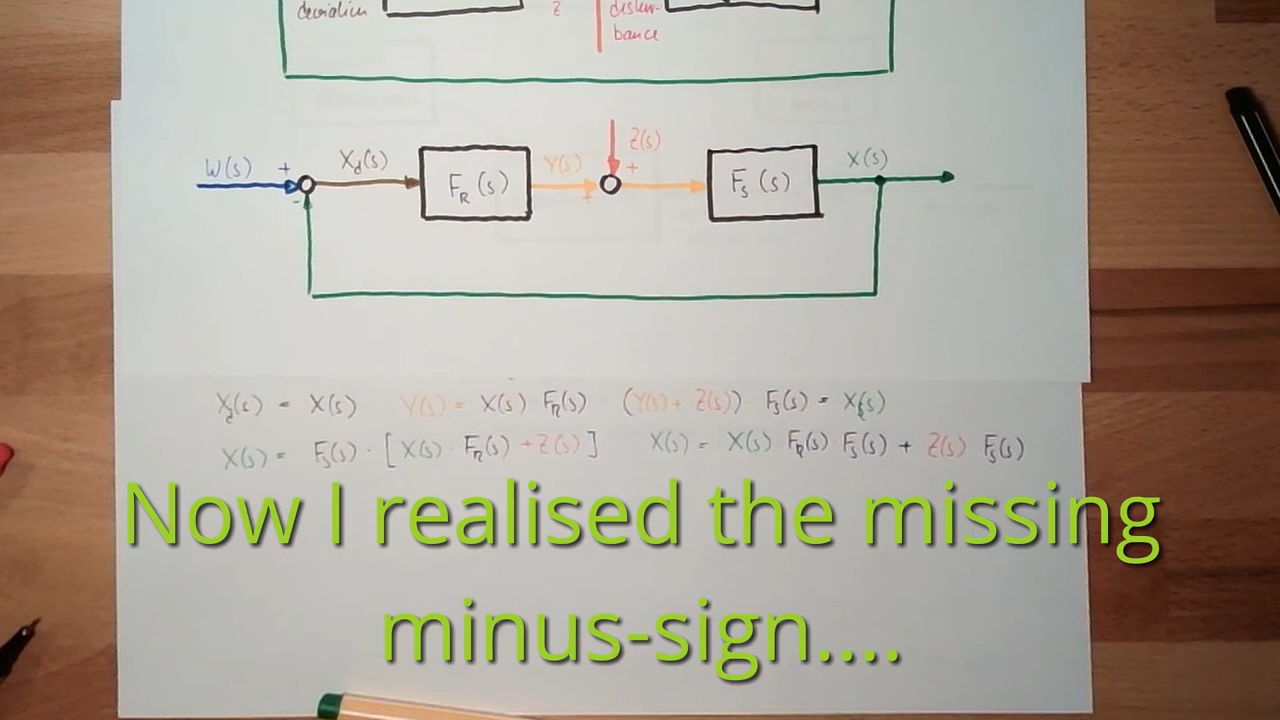 deviation Z distur-
bance
W(s) + X_d(s) F_R(s) Y(s) + Z(s) + F_S(s) X(s)
-
X_d(s) = X(s) Y(s) = X(s) F_R(s) (Y(s) + Z(s)) F_S(s) = X(s)
X(s) = F_S(s) · [X(s) · F_R(s) + Z(s)] X(s) = X(s) F_R(s) F_S(s) + Z(s) F_S(s)
Now I realised the missing
minus-sign....